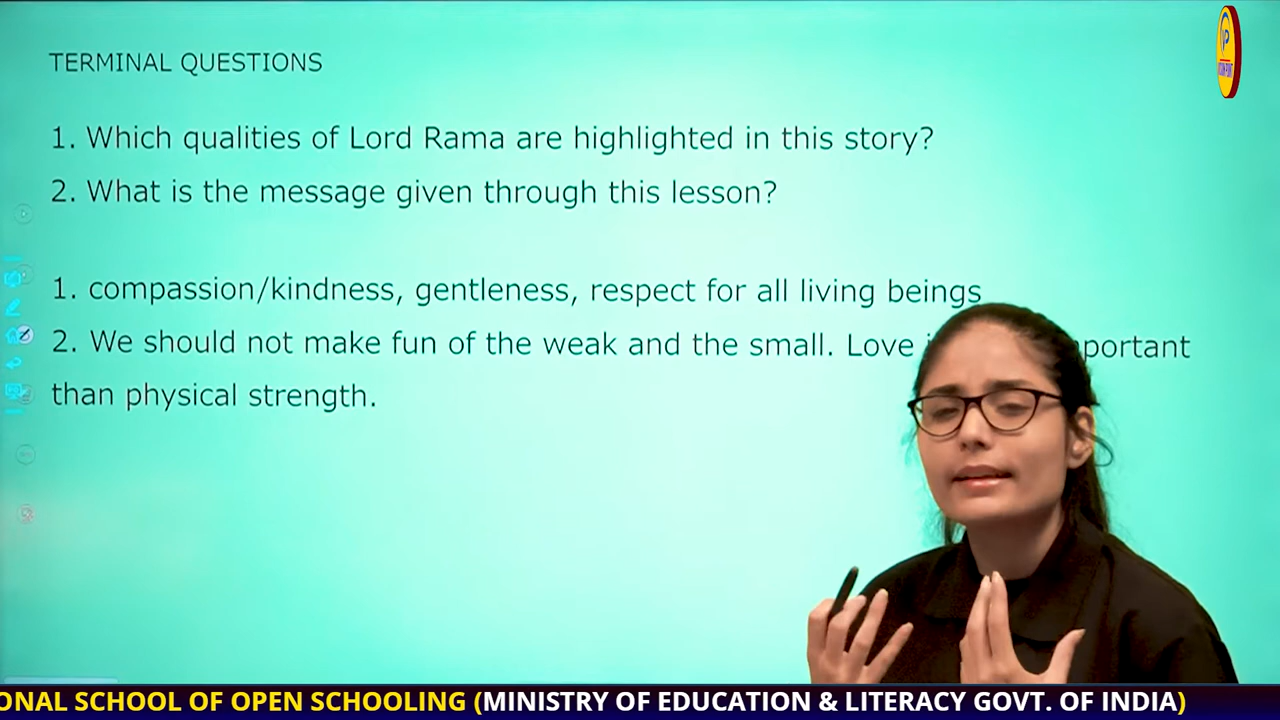 TERMINAL QUESTIONS
1. Which qualities of Lord Rama are highlighted in this story?
2. What is the message given through this lesson?
1. compassion/kindness, gentleness, respect for all living beings
2. We should not make fun of the weak and the small. Love
than physical strength.
ONAL SCHOOL OF OPEN SCHOOLING (MINISTRY OF EDUCATION & LITERACY GOVT. OF INDIA)